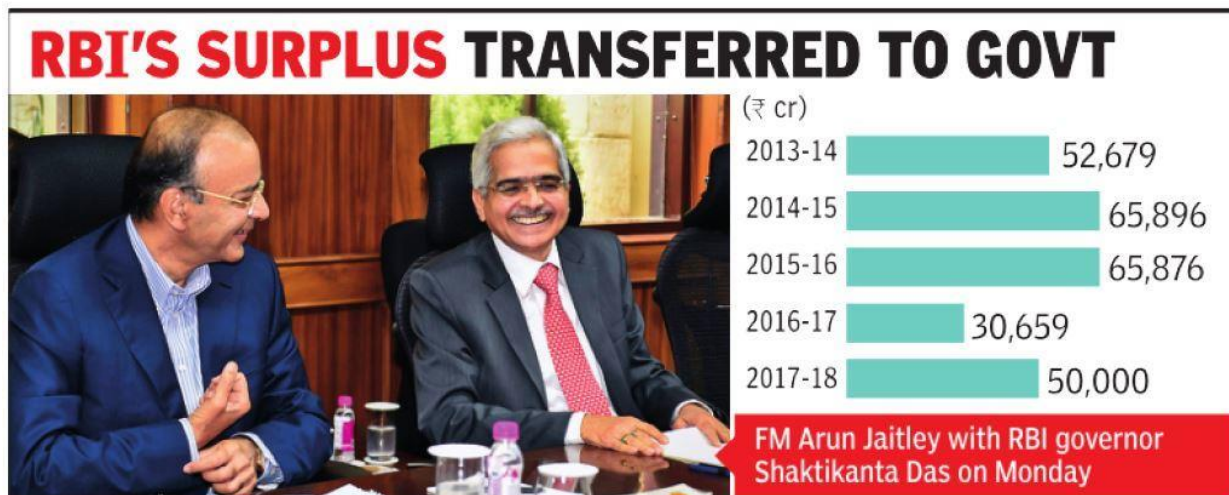 RBI'S SURPLUS TRANSFERRED TO GOVT
(₹ cr)
2013-14 52,679
2014-15 65,896
2015-16 65,876
2016-17 30,659
2017-18 50,000
FM Arun Jaitley with RBI governor
Shaktikanta Das on Monday